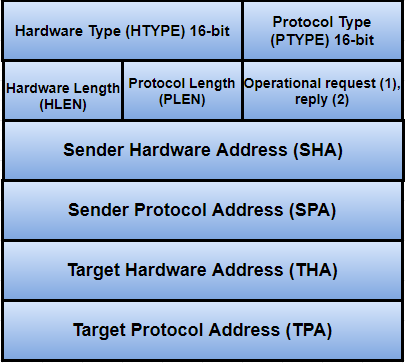 Hardware Type (HTYPE) 16-bit
Protocol Type
(PTYPE) 16-bit
Hardware Length
(HLEN)
Protocol Length
(PLEN)
Operational request (1),
reply (2)
Sender Hardware Address (SHA)
Sender Protocol Address (SPA)
Target Hardware Address (THA)
Target Protocol Address (TPA)